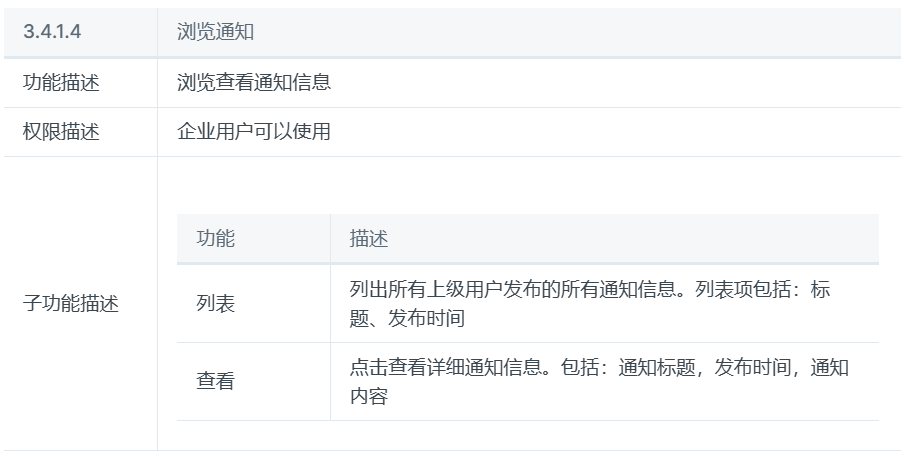 3.4.1.4 浏览通知
功能描述 浏览查看通知信息
权限描述 企业用户可以使用
子功能描述
功能 描述
列表 列出所有上级用户发布的所有通知信息。列表项包括：标
题、发布时间
查看 点击查看详细通知信息。包括：通知标题，发布时间，通知
内容